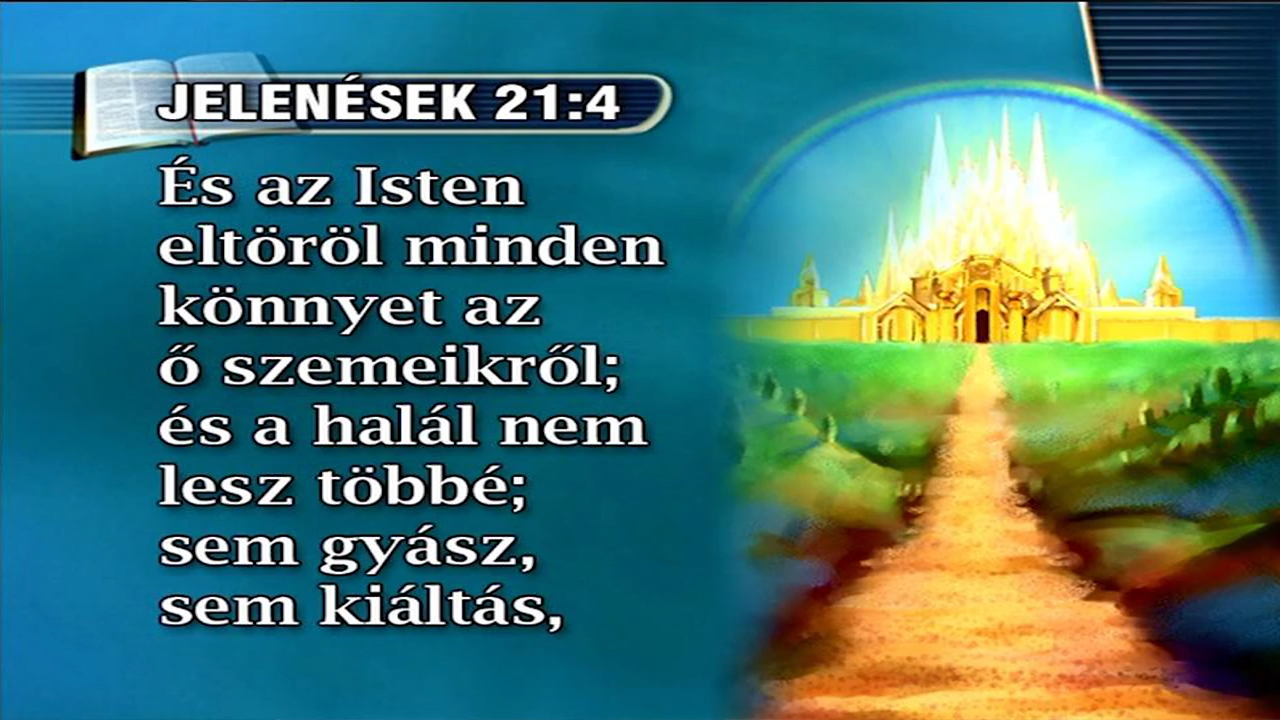 JELENÉSEK 21:4
És az Isten
eltöröl minden
könnyet az
ő szemeikről;
és a halál nem
lesz többé;
sem gyász,
sem kiáltás,